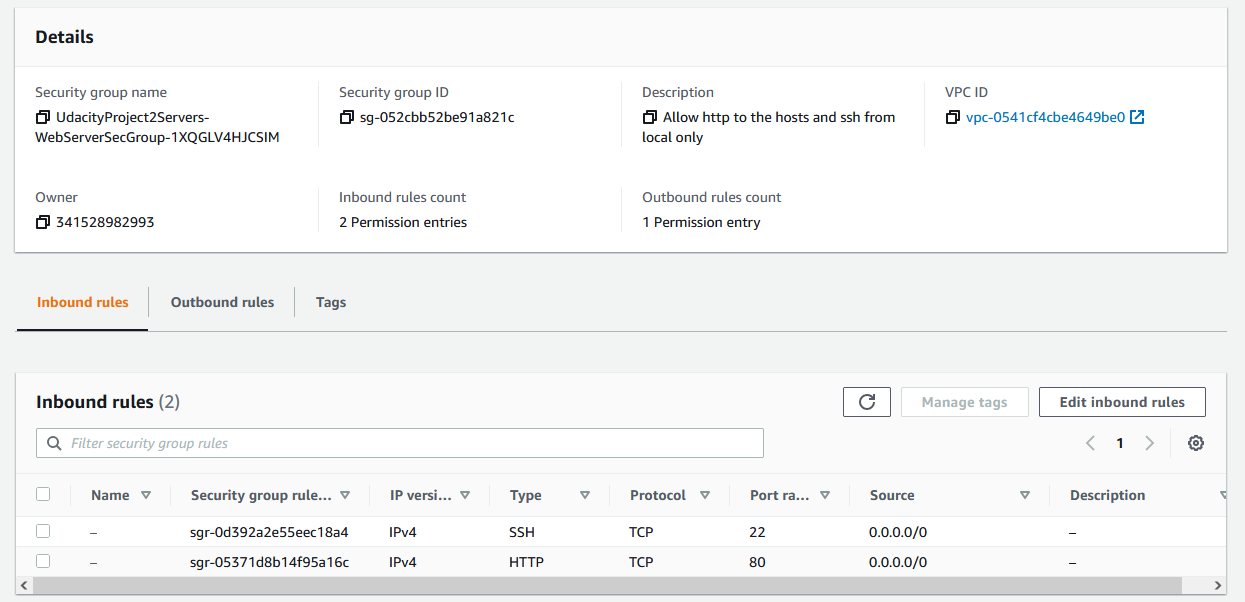 Details
Security group name
UdacityProject2Servers-
WebServerSecGroup-1XQGLV4HJCSIM
Security group ID
sg-052cbb52be91a821c
Description
Allow http to the hosts and ssh from
local only
VPC ID
vpc-0541cf4cbe4649be0
Owner
341528982993
Inbound rules count
2 Permission entries
Outbound rules count
1 Permission entry
Inbound rules Outbound rules Tags
Inbound rules (2)
Manage tags
Edit inbound rules
Filter security group rules
1
Name Security group rule... IP versi... Type Protocol Port ra... Source Description
– sgr-0d392a2e55eec18a4 IPv4 SSH TCP 22 0.0.0.0/0 –
– sgr-05371d8b14f95a16c IPv4 HTTP TCP 80 0.0.0.0/0 –